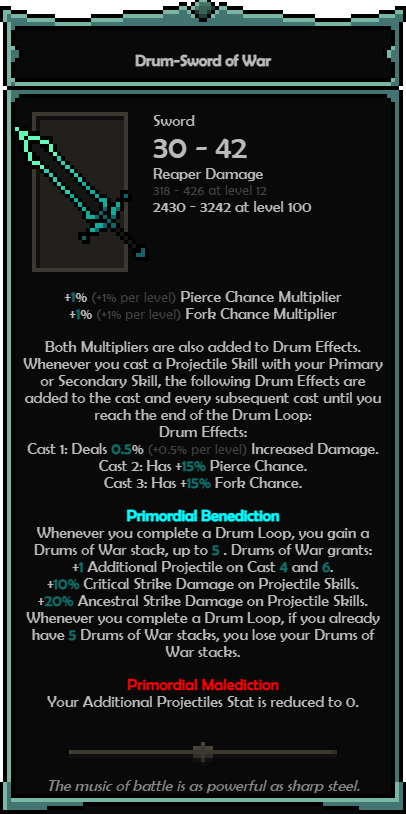 Drum-Sword of War
Sword
30 - 42
Reaper Damage
318 - 426 at level 12
2430 - 3242 at level 100
+1% (+1% per level) Pierce Chance Multiplier
+1% (+1% per level) Fork Chance Multiplier
Both Multipliers are also added to Drum Effects.
Whenever you cast a Projectile Skill with your Primary
or Secondary Skill, the following Drum Effects are
added to the cast and every subsequent cast until you
reach the end of the Drum Loop:
Drum Effects:
Cast 1: Deals 0.5% (+0.5% per level) Increased Damage.
Cast 2: Has +15% Pierce Chance.
Cast 3: Has +15% Fork Chance.
Primordial Benediction
Whenever you complete a Drum Loop, you gain a
Drums of War stack, up to 5 . Drums of War grants:
+1 Additional Projectile on Cast 4 and 6.
+10% Critical Strike Damage on Projectile Skills.
+20% Ancestral Strike Damage on Projectile Skills.
Whenever you complete a Drum Loop, if you already
have 5 Drums of War stacks, you lose your Drums of
War stacks.
Primordial Malediction
Your Additional Projectiles Stat is reduced to 0.
The music of battle is as powerful as sharp steel.